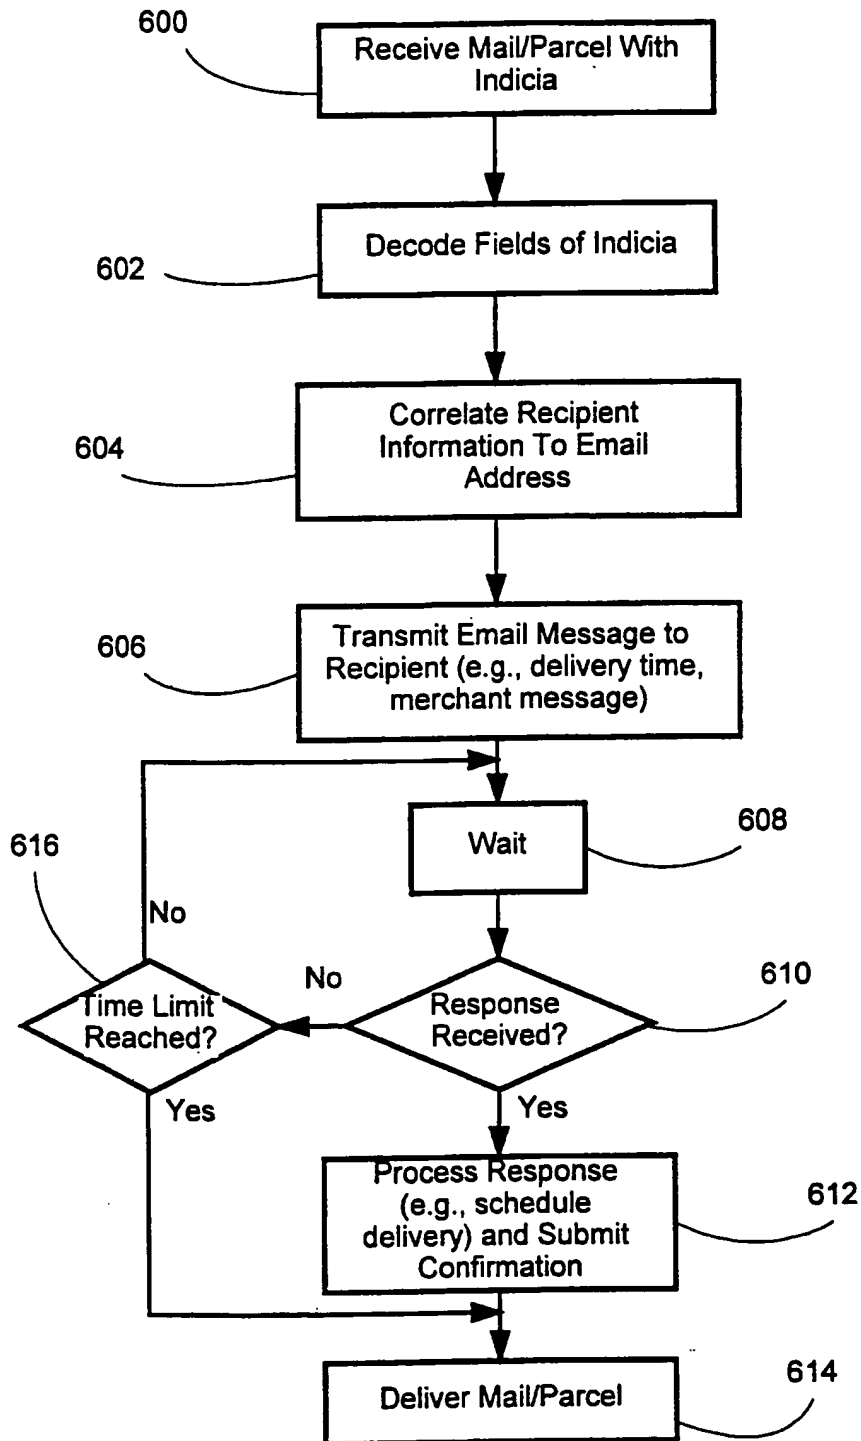 600
Receive Mail/Parcel With
Indicia
602
Decode Fields of Indicia
604
Correlate Recipient
Information To Email
Address
606
Transmit Email Message to
Recipient (e.g., delivery time,
merchant message)
608
Wait
616
No
Time Limit
Reached?
No
Response
Received?
610
Yes
Yes
Process Response
(e.g., schedule
delivery) and Submit
Confirmation
612
Deliver Mail/Parcel
614